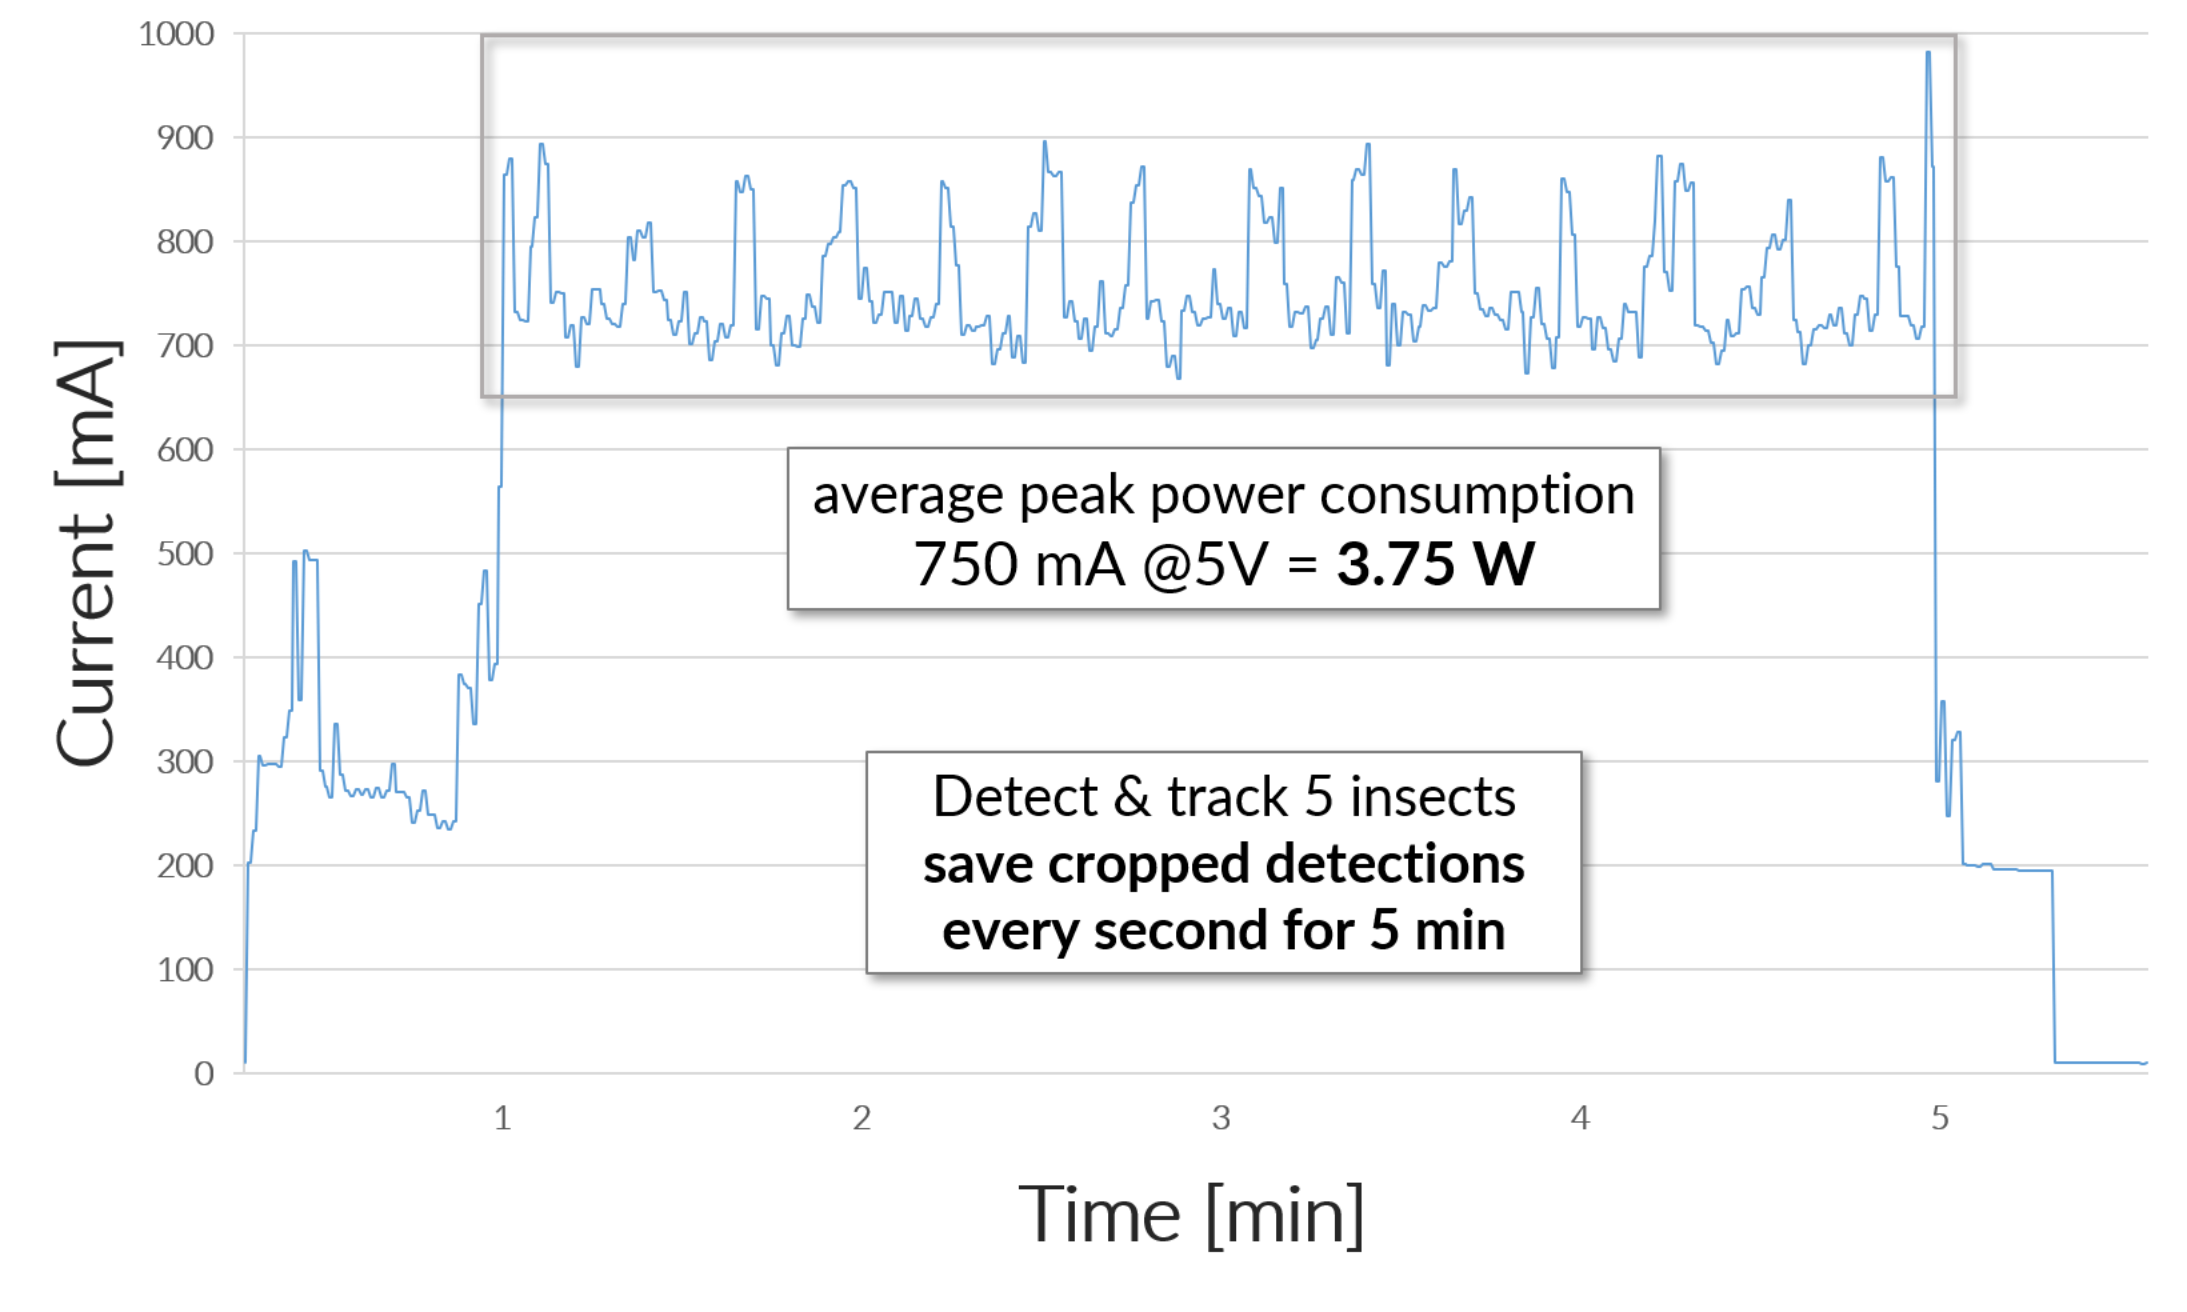 1000
900
800
700
600
500
400
300
200
100
0
Current [mA]
average peak power consumption
750 mA @5V = 3.75 W
Detect & track 5 insects
save cropped detections
every second for 5 min
1 2 3 4 5
Time [min]